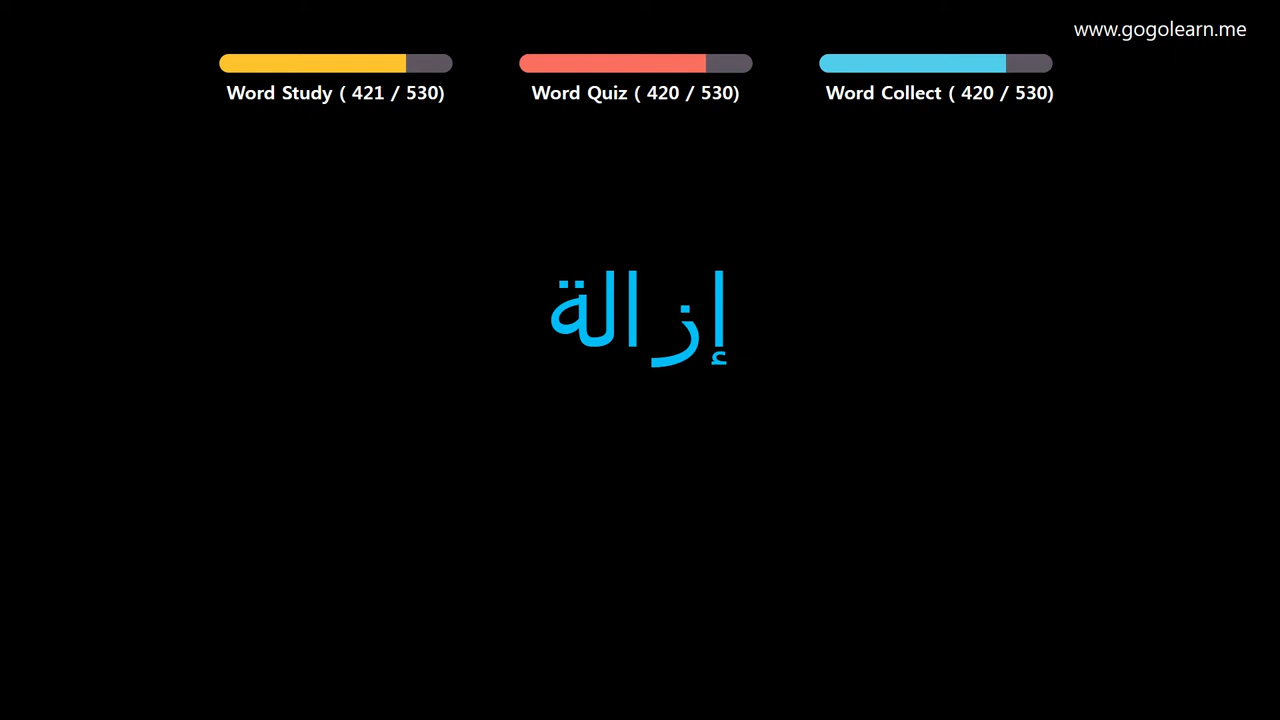 www.gogolearn.me
Word Study ( 421 / 530)
Word Quiz ( 420 / 530)
Word Collect ( 420 / 530)
إزالة